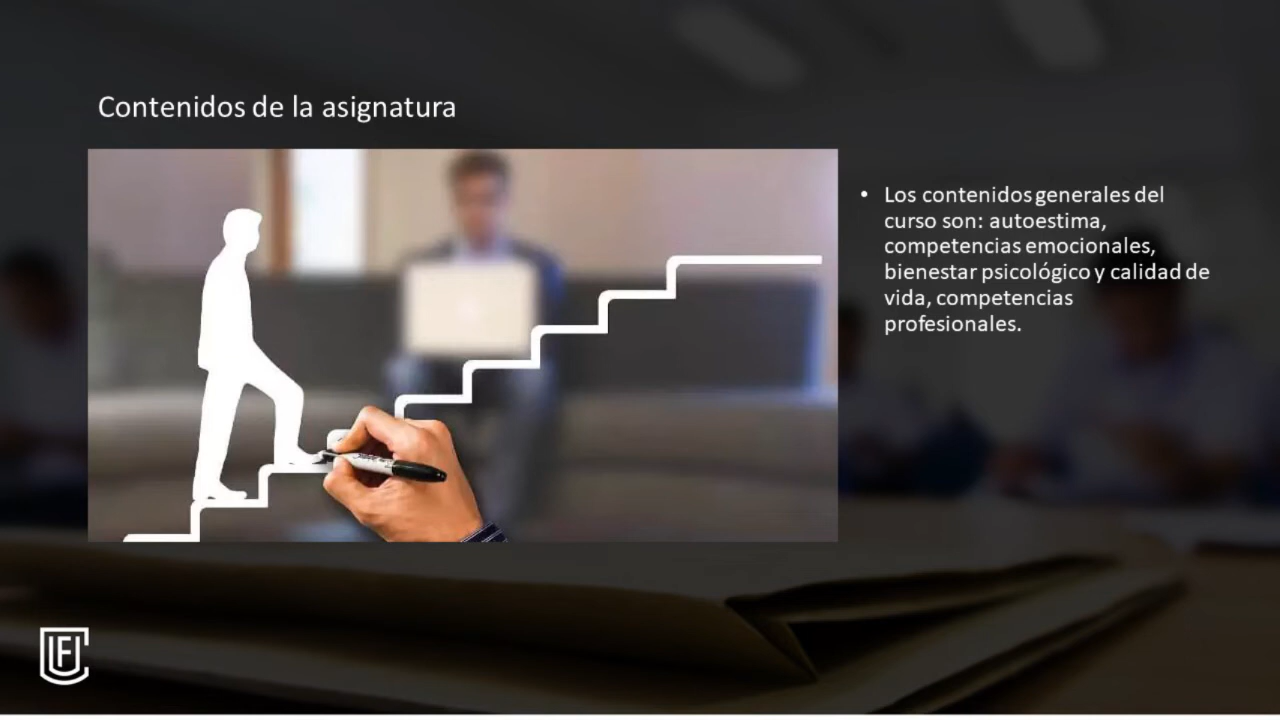 Contenidos de la asignatura
• Los contenidos generales del
curso son: autoestima,
competencias emocionales,
bienestar psicológico y calidad de
vida, competencias
profesionales.